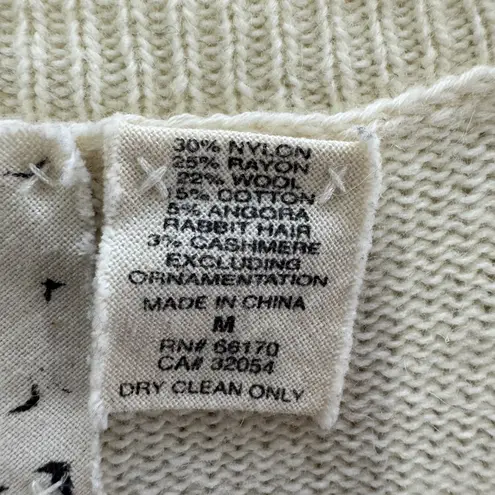 30% NYLON
25% RAYON
22% WOOL
15% COTTON
5% ANGORA
RABBIT HAIR
3% CASHMERE
EXCLUDING
ORNAMENTATION
MADE IN CHINA
M
RN# 66170
CA# 32054
DRY CLEAN ONLY